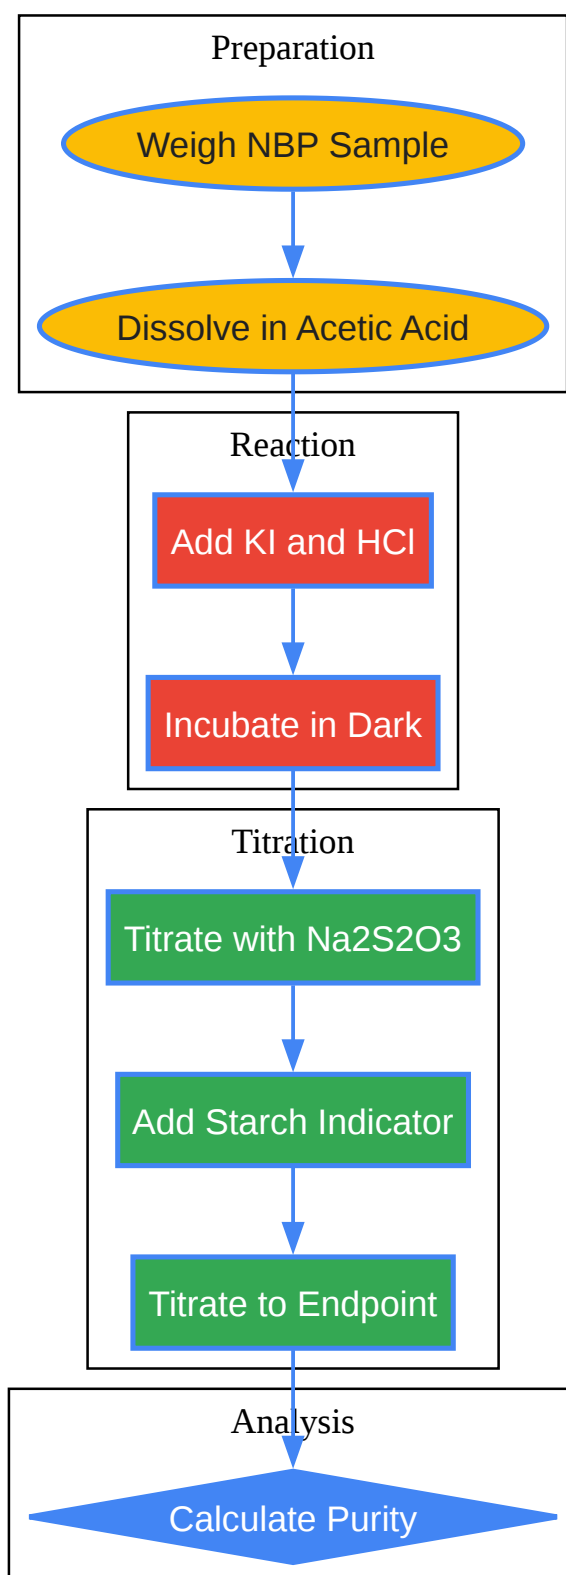 Preparation
Weigh NBP Sample
Dissolve in Acetic Acid
Reaction
Add KI and HCl
Incubate in Dark
Titration
Titrate with Na2S2O3
Add Starch Indicator
Titrate to Endpoint
Analysis
Calculate Purity